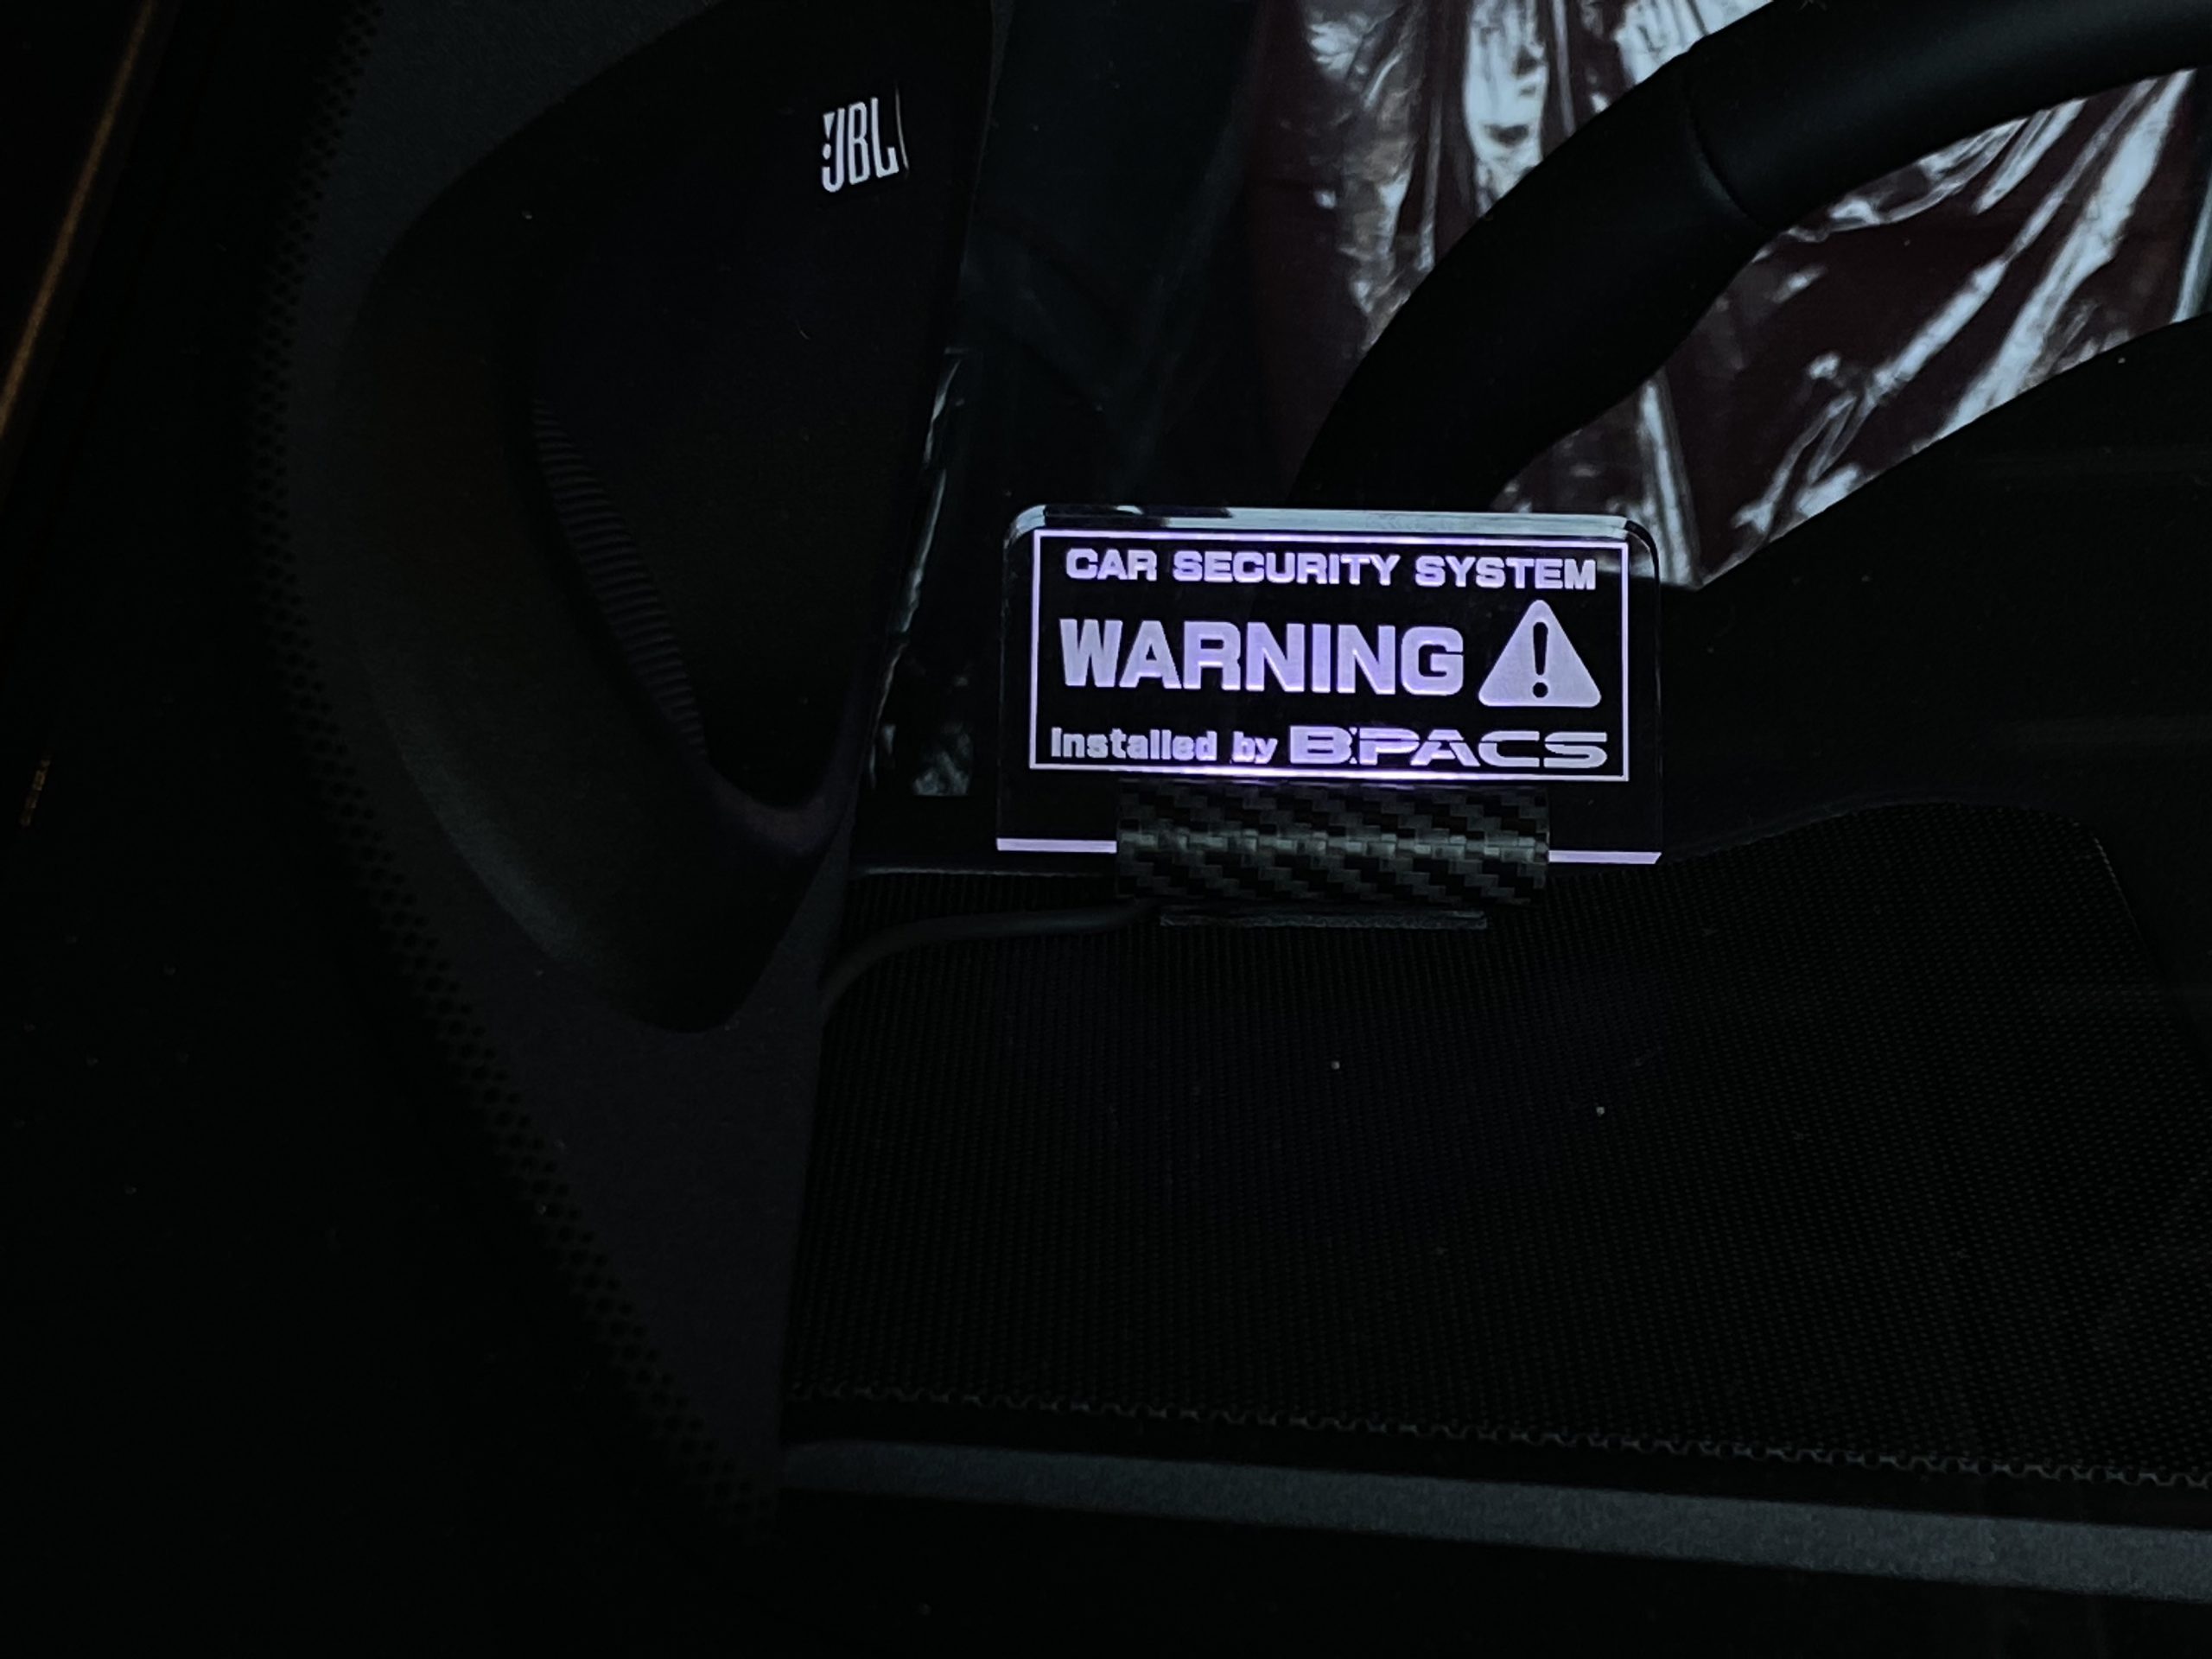 JBL
CAR SECURITY SYSTEM
WARNING
Installed by B:PACS